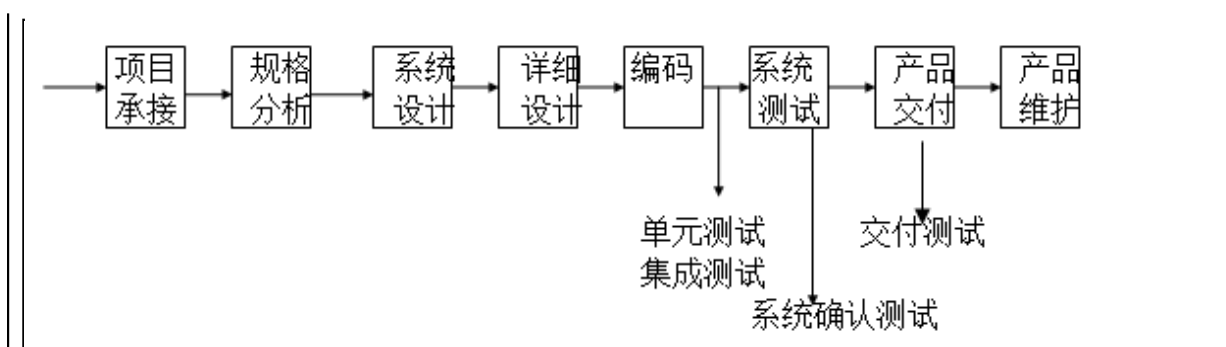 项目
承接
规格
分析
系统
设计
详细
设计
编码
系统
测试
产品
交付
产品
维护
单元测试
集成测试
交付测试
系统确认测试